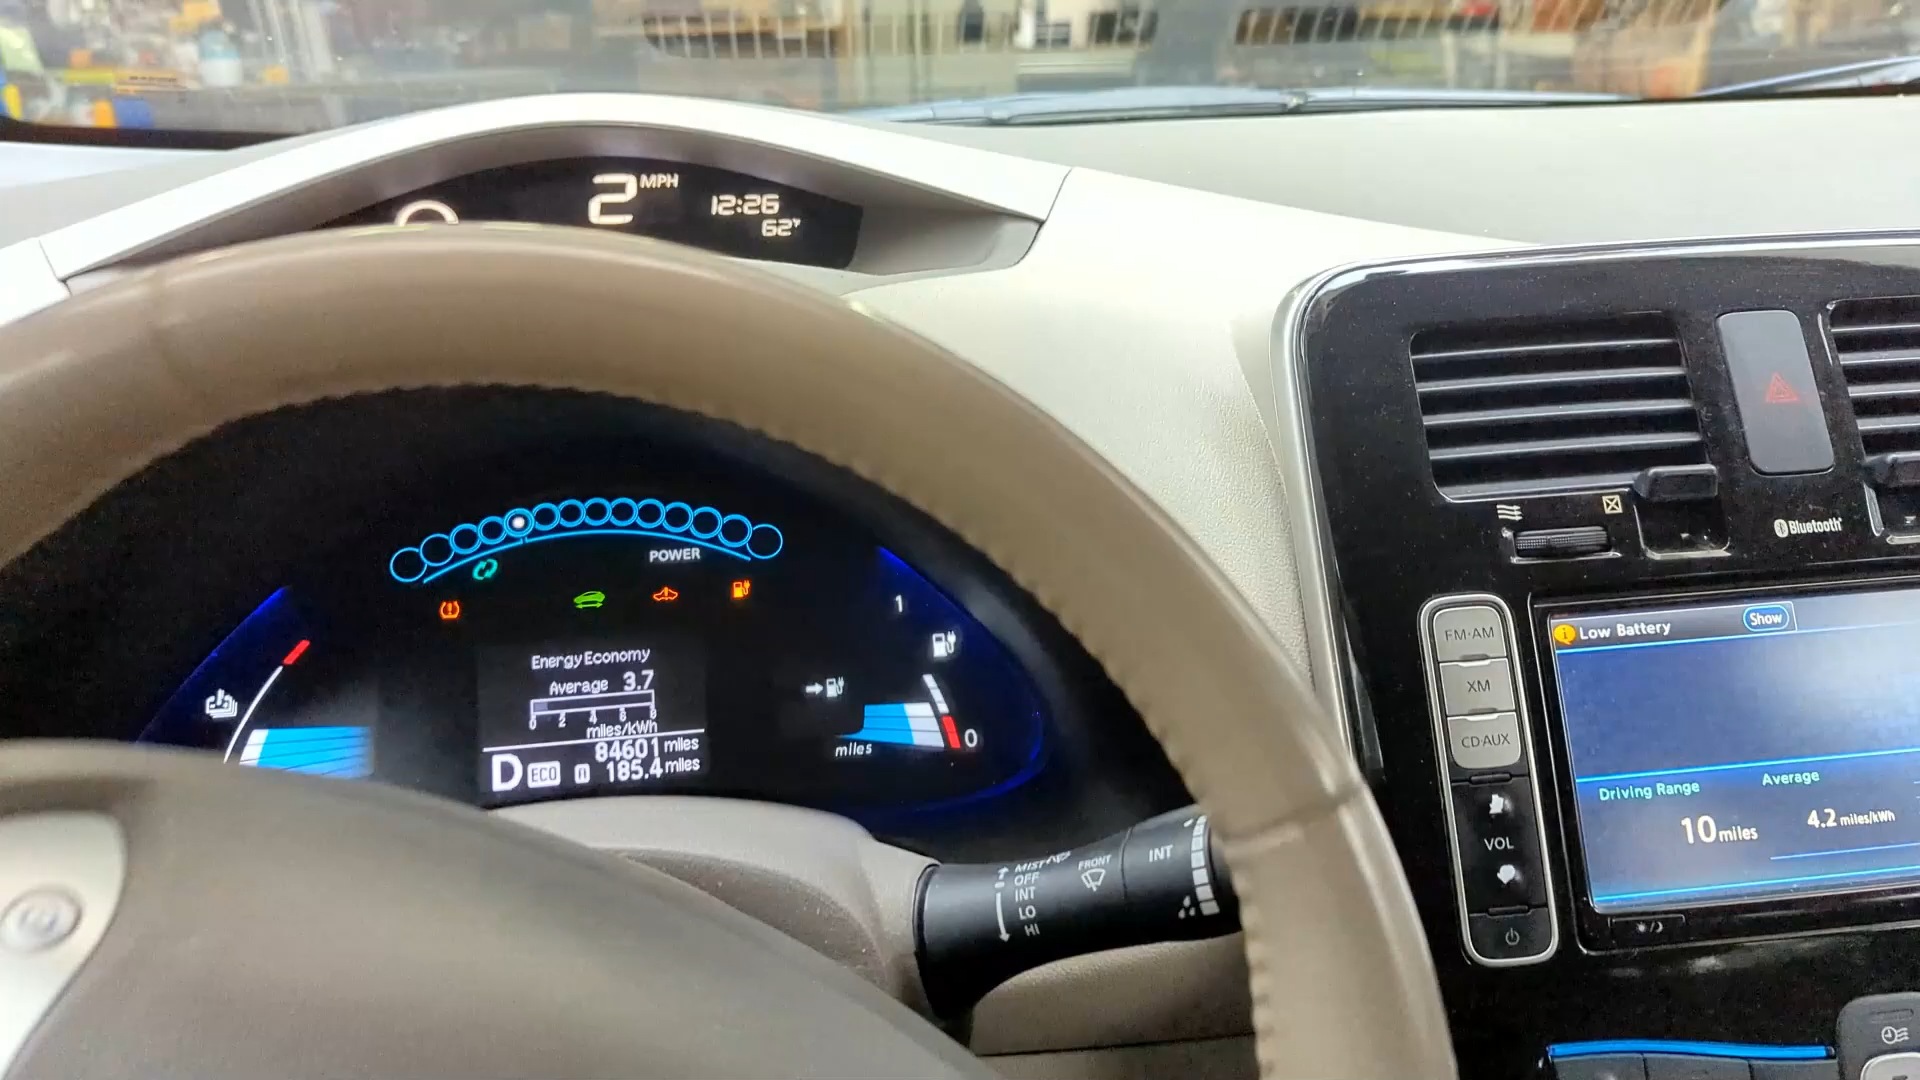 2 MPH
12:26
62°F
POWER
1
Energy Economy
Average 3.7
0 2 4 6 8
miles/kWh
84601 miles
D ECO 185.4 miles
miles
0
MIST
OFF
INT
LO
HI
FRONT
INT
Bluetooth
FM·AM
XM
CD·AUX
VOL
Low Battery
Show
Driving Range
Average
10 miles
4.2 miles/kWh